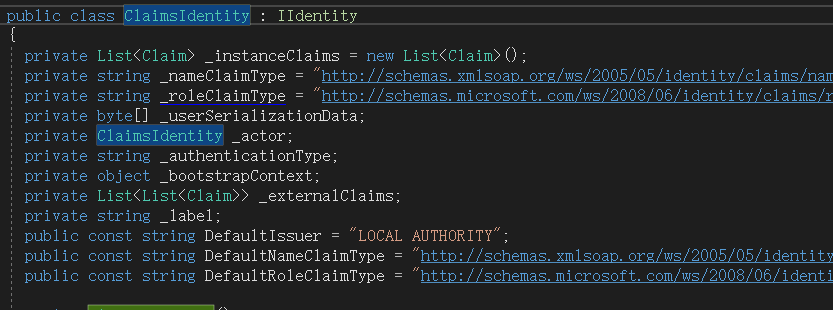 public class ClaimsIdentity : IIdentity
{
private List<Claim> _instanceClaims = new List<Claim>();
private string _nameClaimType = "http://schemas.xmlsoap.org/ws/2005/05/identity/claims/nam
private string _roleClaimType = "http://schemas.microsoft.com/ws/2008/06/identity/claims/r
private byte[] _userSerializationData;
private ClaimsIdentity _actor;
private string _authenticationType;
private object _bootstrapContext;
private List<List<Claim>> _externalClaims;
private string _label;
public const string DefaultIssuer = "LOCAL AUTHORITY";
public const string DefaultNameClaimType = "http://schemas.xmlsoap.org/ws/2005/05/identity
public const string DefaultRoleClaimType = "http://schemas.microsoft.com/ws/2008/06/identi